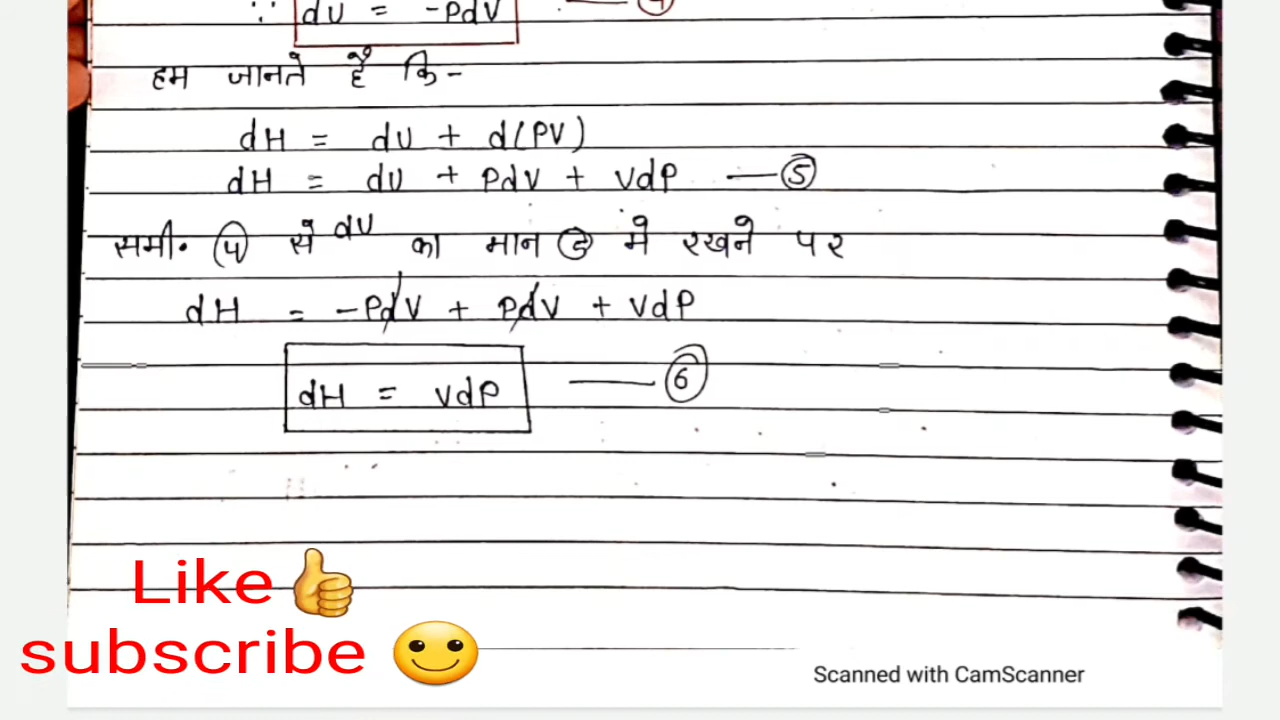 ∵ dU = -PdV —— ④
हम जानते हैं कि-
dH = dU + d(PV)
dH = dU + PdV + VdP —— ⑤
समी. ④ से dU का मान ⑤ में रखने पर
dH = -PdV + PdV + VdP
dH = VdP —— ⑥
Like 👍
subscribe 🙂
Scanned with CamScanner